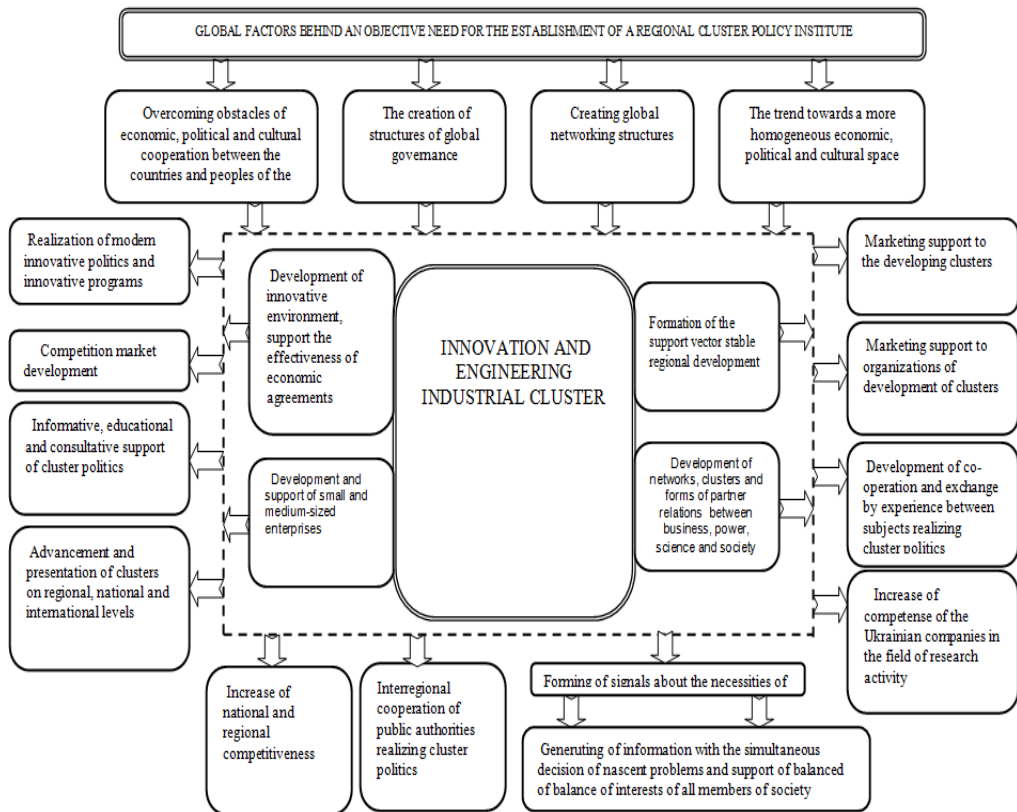 GLOBAL FACTORS BEHIND AN OBJECTIVE NEED FOR THE ESTABLISHMENT OF A REGIONAL CLUSTER POLICY INSTITUTE
Overcoming obstacles of
economic, political and cultural
cooperation between the
countries and peoples of the
The creation of
structures of global
governance
Creating global
networking structures
The trend towards a more
homogeneous economic,
political and cultural space
Realization of modern
innovative politics and
innovative programs
Competition market
development
Informative, educational
and consultative support
of cluster politics
Advancement and
presentation of clusters
on regional, national and
international levels
Development of
innovative
environment,
support the
effectiveness of
economic
agreements
Development and
support of small and
medium-sized
enterprises
INNOVATION AND
ENGINEERING
INDUSTRIAL CLUSTER
Formation of the
support vector stable
regional development
Development of
networks, clusters and
forms of partner
relations between
business, power,
science and society
Marketing support to
the developing clusters
Marketing support to
organizations of
development of clusters
Development of co-
operation and exchange
by experience between
subjects realizing
cluster politics
Increase of
competense of the
Ukrainian companies in
the field of research
activity
Increase of
national and
regional
competitiveness
Interregional
cooperation of
public authorities
realizing cluster
politics
Forming of signals about the necessities of
Generuting of information with the simultaneous
decision of nascent problems and support of balanced
of balance of interests of all members of society